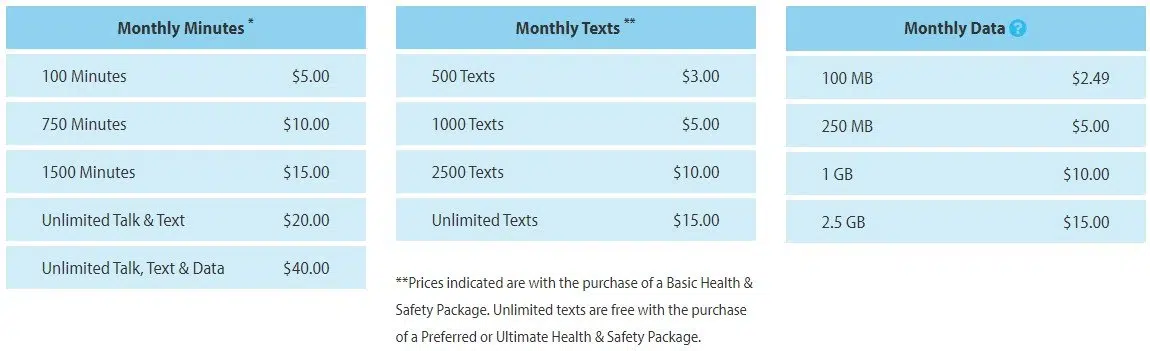 Monthly Minutes *
100 Minutes $5.00
750 Minutes $10.00
1500 Minutes $15.00
Unlimited Talk & Text $20.00
Unlimited Talk, Text & Data $40.00
Monthly Texts **
500 Texts $3.00
1000 Texts $5.00
2500 Texts $10.00
Unlimited Texts $15.00
**Prices indicated are with the purchase of a Basic Health &
Safety Package. Unlimited texts are free with the purchase
of a Preferred or Ultimate Health & Safety Package.
Monthly Data ?
100 MB $2.49
250 MB $5.00
1 GB $10.00
2.5 GB $15.00